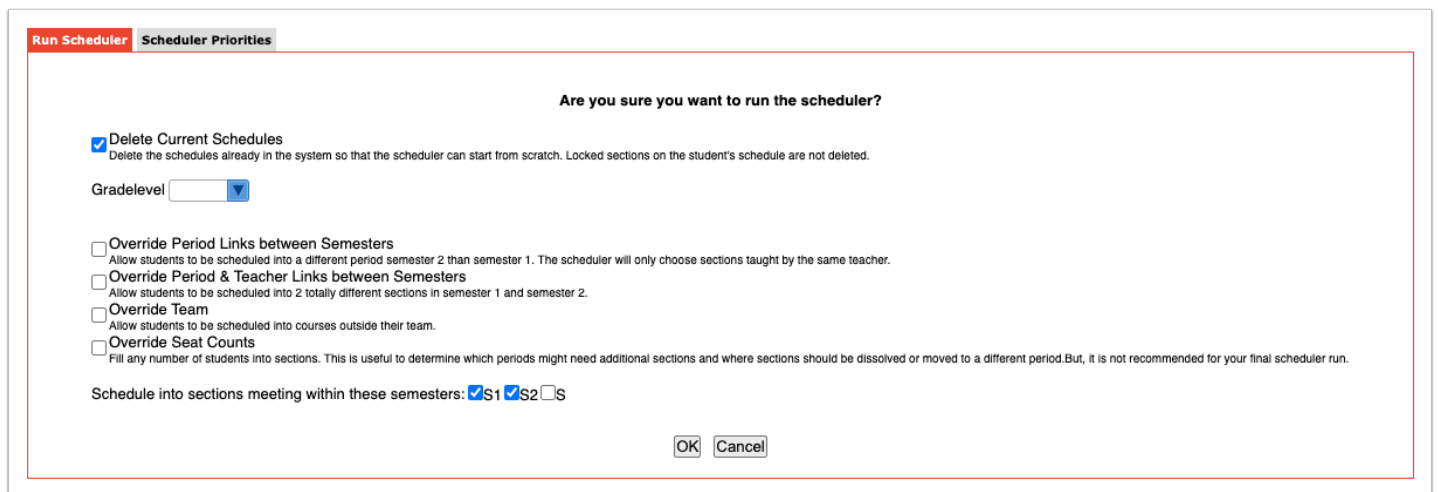 Run Scheduler Scheduler Priorities
Are you sure you want to run the scheduler?
Delete Current Schedules
Delete the schedules already in the system so that the scheduler can start from scratch. Locked sections on the student's schedule are not deleted.
Gradelevel
Override Period Links between Semesters
Allow students to be scheduled into a different period semester 2 than semester 1. The scheduler will only choose sections taught by the same teacher.
Override Period & Teacher Links between Semesters
Allow students to be scheduled into 2 totally different sections in semester 1 and semester 2.
Override Team
Allow students to be scheduled into courses outside their team.
Override Seat Counts
Fill any number of students into sections. This is useful to determine which periods might need additional sections and where sections should be dissolved or moved to a different period.But, it is not recommended for your final scheduler run.
Schedule into sections meeting within these semesters: S1 S2 S
OK Cancel